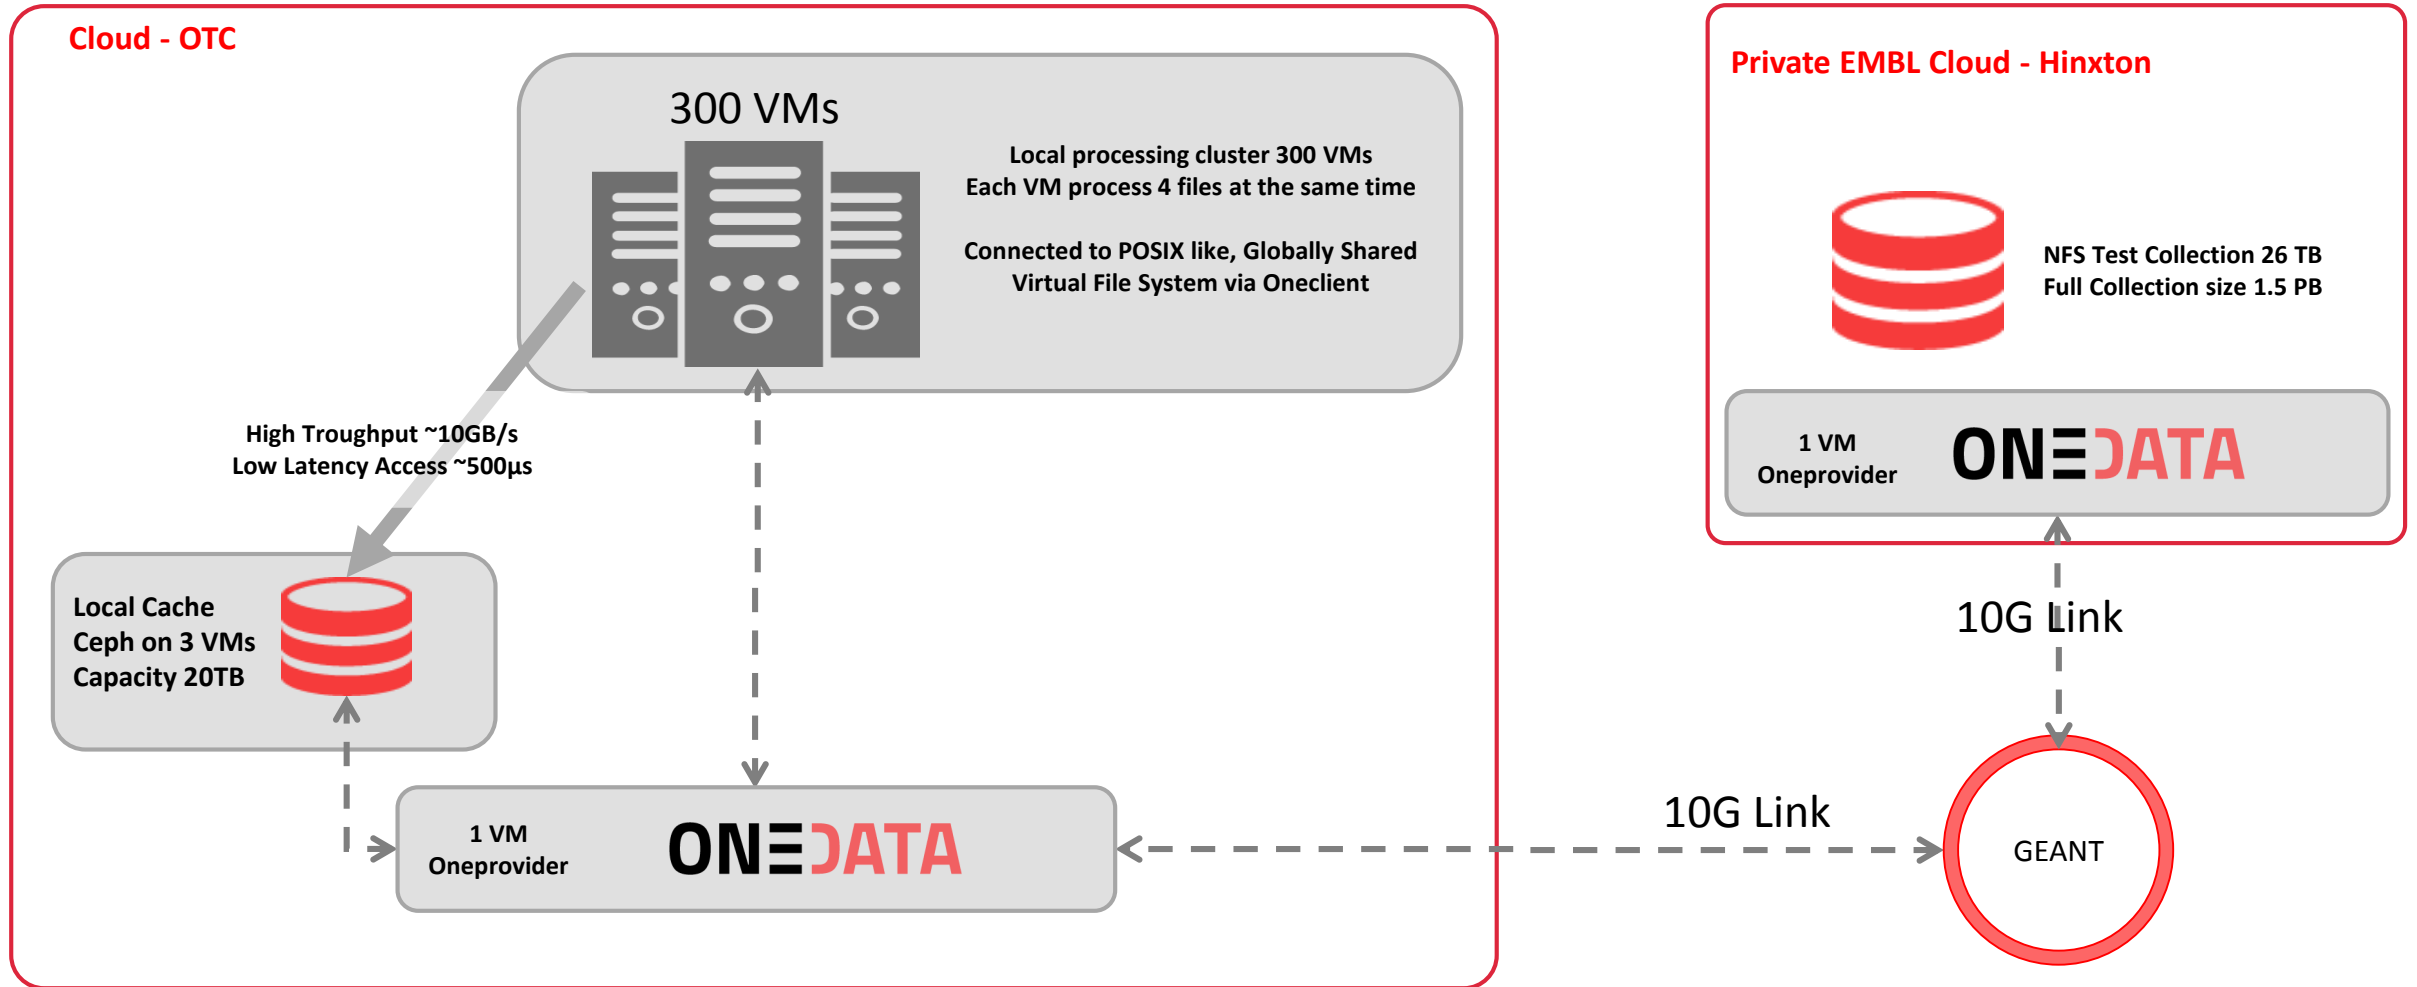 Cloud - OTC
300 VMs
Local processing cluster 300 VMs
Each VM process 4 files at the same time
Connected to POSIX like, Globally Shared
Virtual File System via Oneclient
High Troughput ~10GB/s
Low Latency Access ~500µs
Local Cache
Ceph on 3 VMs
Capacity 20TB
1 VM
Oneprovider
ONEDATA
Private EMBL Cloud - Hinxton
NFS Test Collection 26 TB
Full Collection size 1.5 PB
1 VM
Oneprovider
ONEDATA
10G Link
10G Link
GEANT